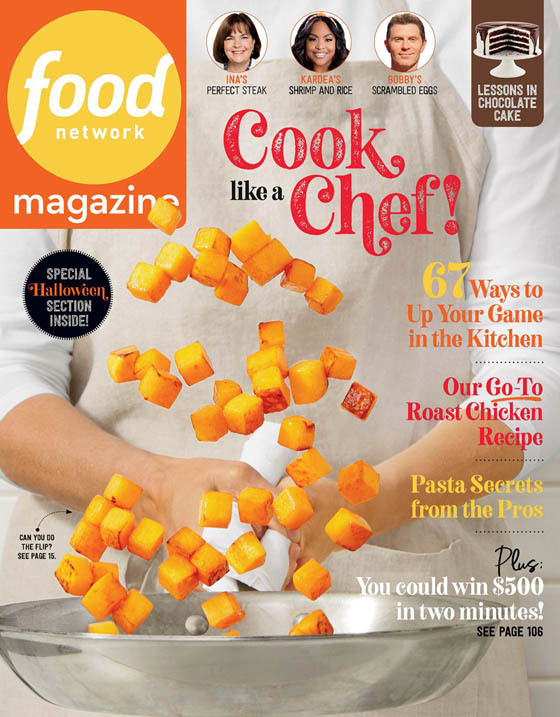 food
network
magazine
INA'S
PERFECT STEAK
KARDEA'S
SHRIMP AND RICE
BOBBY'S
SCRAMBLED EGGS
LESSONS IN
CHOCOLATE
CAKE
Cook
like a
Chef!
SPECIAL
Halloween
SECTION
INSIDE!
67 Ways to
Up Your Game
in the Kitchen
Our Go-To
Roast Chicken
Recipe
Pasta Secrets
from the Pros
CAN YOU DO
THE FLIP?
SEE PAGE 15.
Plus:
You could win $500
in two minutes!
SEE PAGE 106